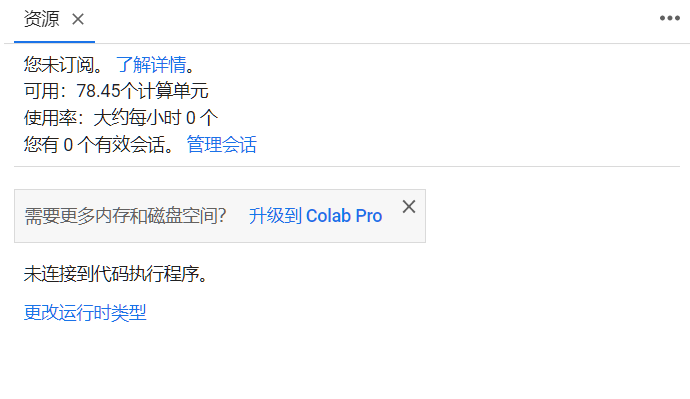 资源
您未订阅。 了解详情。
可用：78.45个计算单元
使用率：大约每小时 0 个
您有 0 个有效会话。 管理会话
需要更多内存和磁盘空间？ 升级到 Colab Pro
未连接到代码执行程序。
更改运行时类型